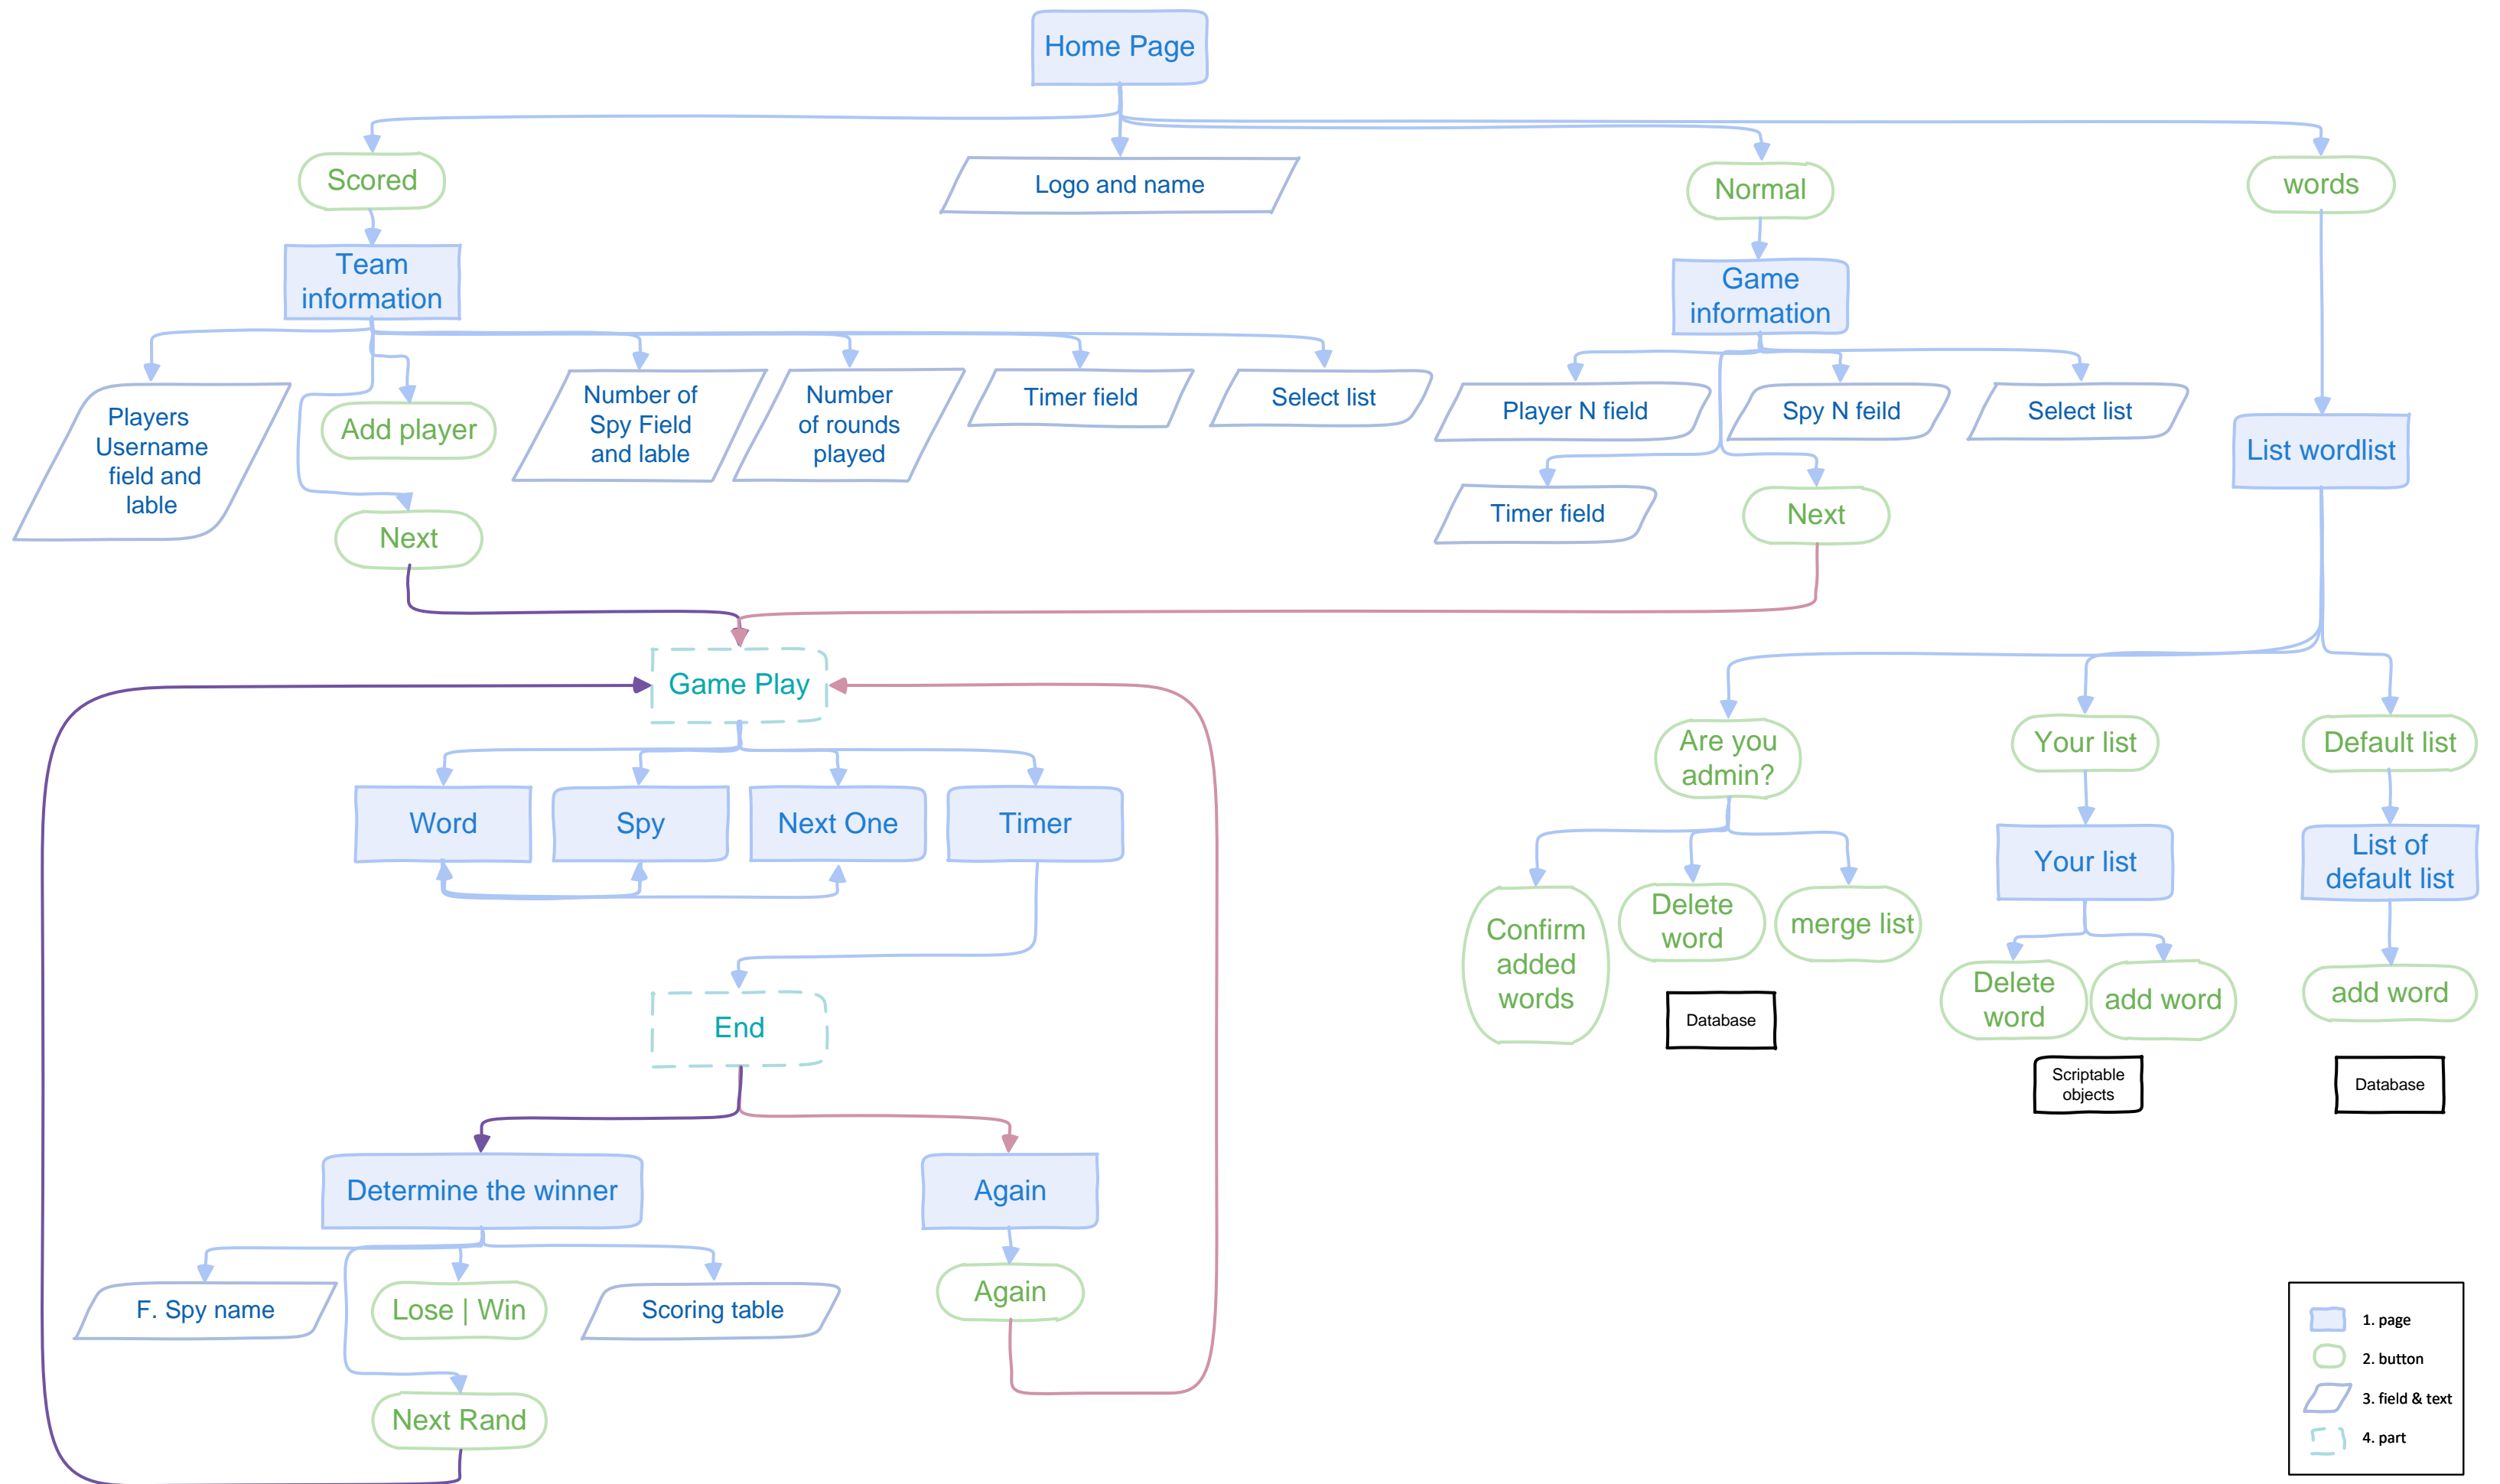 Home Page
Scored
Logo and name
Normal
words
Team
information
Game
information
Players
Username
field and
lable
Add player
Number of
Spy Field
and lable
Number
of rounds
played
Timer field
Select list
Player N field
Spy N feild
Select list
List wordlist
Next
Timer field
Next
Game Play
Are you
admin?
Your list
Default list
Word
Spy
Next One
Timer
Your list
List of
default list
Confirm
added
words
Delete
word
merge list
Delete
word
add word
add word
Database
End
Scriptable
objects
Database
Determine the winner
Again
F. Spy name
Lose | Win
Scoring table
Again
Next Rand
1. page
2. button
3. field & text
4. part